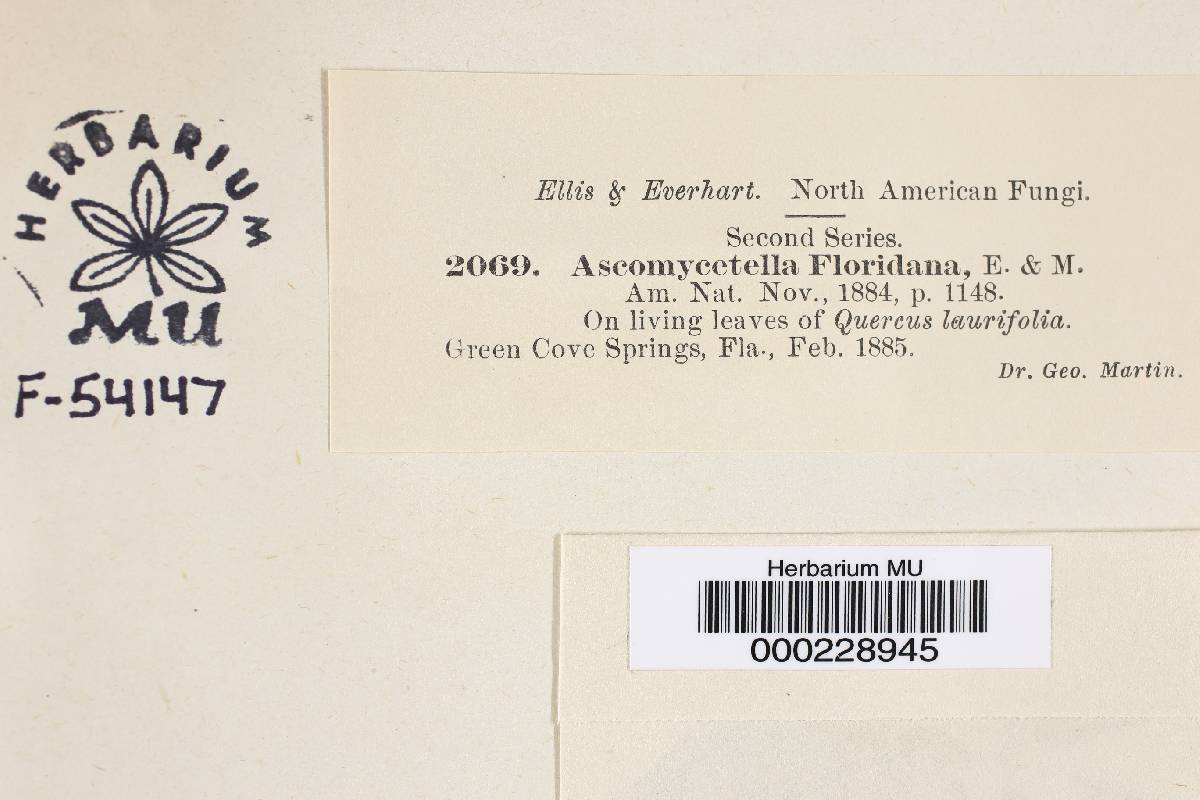 HERBARIUM
MU
F-54147
Ellis & Everhart. North American Fungi.
Second Series.
2069. Ascomycetella Floridana, E. & M.
Am. Nat. Nov., 1884, p. 1148.
On living leaves of Quercus laurifolia.
Green Cove Springs, Fla., Feb. 1885.
Dr. Geo. Martin.
Herbarium MU
000228945